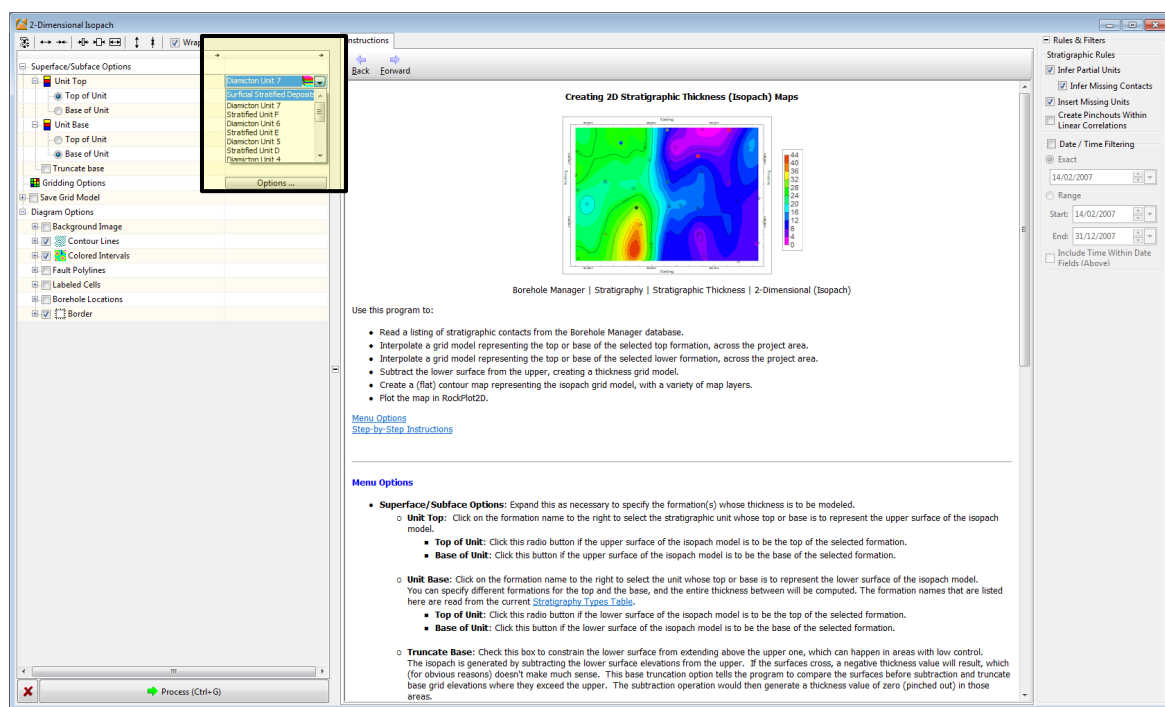 2-Dimensional Isopach
Wrap
Superface/Subface Options
Unit Top
Diamicton Unit 7
Top of Unit
Base of Unit
Unit Base
Top of Unit
Base of Unit
Truncate base
Surficial Stratified Deposits
Diamicton Unit 7
Stratified Unit F
Diamicton Unit 6
Stratified Unit E
Diamicton Unit 5
Stratified Unit D
Diamicton Unit 4
Gridding Options
Options ...
Save Grid Model
Diagram Options
Background Image
Contour Lines
Colored Intervals
Fault Polylines
Labeled Cells
Borehole Locations
Border
Process (Ctrl+G)
Instructions
Back Forward
Creating 2D Stratigraphic Thickness (Isopach) Maps
Easting
44
40
36
32
28
24
20
16
12
8
4
0
Easting
Borehole Manager | Stratigraphy | Stratigraphic Thickness | 2-Dimensional (Isopach)
Use this program to:
• Read a listing of stratigraphic contacts from the Borehole Manager database.
• Interpolate a grid model representing the top or base of the selected top formation, across the project area.
• Interpolate a grid model representing the top or base of the selected lower formation, across the project area.
• Subtract the lower surface from the upper, creating a thickness grid model.
• Create a (flat) contour map representing the isopach grid model, with a variety of map layers.
• Plot the map in RockPlot2D.
Menu Options
Step-by-Step Instructions
Menu Options
• Superface/Subface Options: Expand this as necessary to specify the formation(s) whose thickness is to be modeled.
○ Unit Top: Click on the formation name to the right to select the stratigraphic unit whose top or base is to represent the upper surface of the isopach
model.
▪ Top of Unit: Click this radio button if the upper surface of the isopach model is to be the top of the selected formation.
▪ Base of Unit: Click this button if the upper surface of the isopach model is to be the base of the selected formation.
○ Unit Base: Click on the formation name to the right to select the unit whose top or base is to represent the lower surface of the isopach model.
You can specify different formations for the top and the base, and the entire thickness between will be computed. The formation names that are listed
here are read from the current Stratigraphy Types Table.
▪ Top of Unit: Click this radio button if the lower surface of the isopach model is to be the top of the selected formation.
▪ Base of Unit: Click this button if the lower surface of the isopach model is to be the base of the selected formation.
○ Truncate Base: Check this box to constrain the lower surface from extending above the upper one, which can happen in areas with low control.
The isopach is generated by subtracting the lower surface elevations from the upper. If the surfaces cross, a negative thickness value will result, which
(for obvious reasons) doesn't make much sense. This base truncation option tells the program to compare the surfaces before subtraction and truncate
base grid elevations where they exceed the upper. The subtraction operation would then generate a thickness value of zero (pinched out) in those
areas.
Rules & Filters
Stratigraphic Rules
Infer Partial Units
Infer Missing Contacts
Insert Missing Units
Create Pinchouts Within
Linear Correlations
Date / Time Filtering
Exact
14/02/2007
Range
Start: 14/02/2007
End: 31/12/2007
Include Time Within Date
Fields (Above)